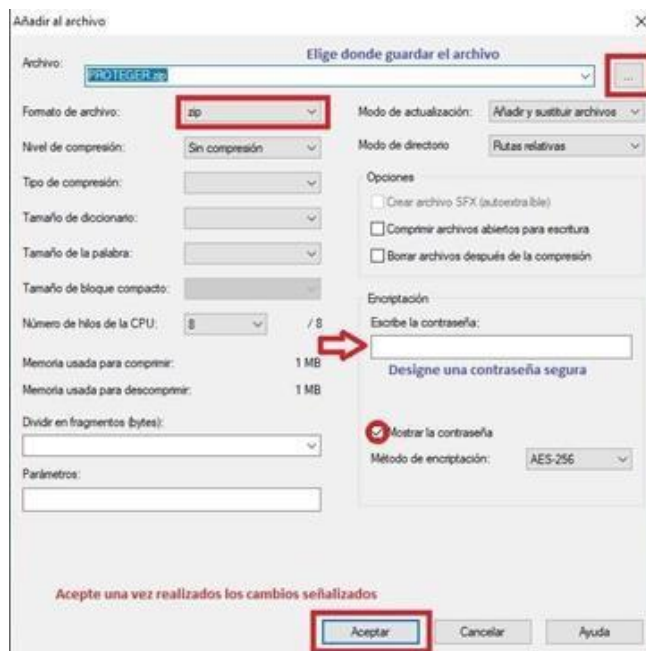 Añadir al archivo
Elige donde guardar el archivo
Archivo:
PROTEGER.zip
...
Formato de archivo: zip
Modo de actualización: Añadir y sustituir archivos
Nivel de compresión: Sin compresión
Modo de directorio Rutas relativas
Tipo de compresión:
Opciones
Crear archivo SFX (autoextraíble)
Tamaño de diccionario:
Comprimir archivos abiertos para escritura
Tamaño de la palabra:
Borrar archivos después de la compresión
Tamaño de bloque compacto:
Encriptación
Número de hilos de la CPU: 8 / 8
Escribe la contraseña:
Memoria usada para comprimir: 1 MB
Designe una contraseña segura
Memoria usada para descomprimir: 1 MB
Dividir en fragmentos (bytes):
Mostrar la contraseña
Método de encriptación: AES-256
Parámetros:
Acepte una vez realizados los cambios señalizados
Aceptar Cancelar Ayuda